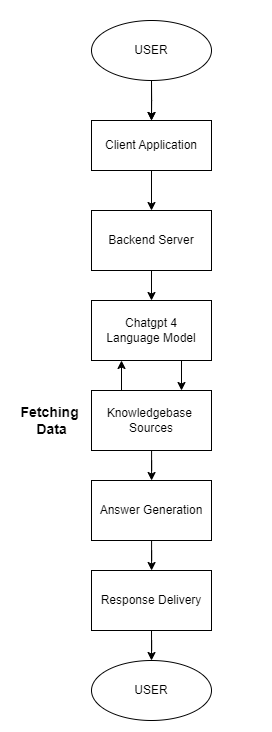 USER
Client Application
Backend Server
Chatgpt 4
Language Model
Fetching
Data
Knowledgebase
Sources
Answer Generation
Response Delivery
USER